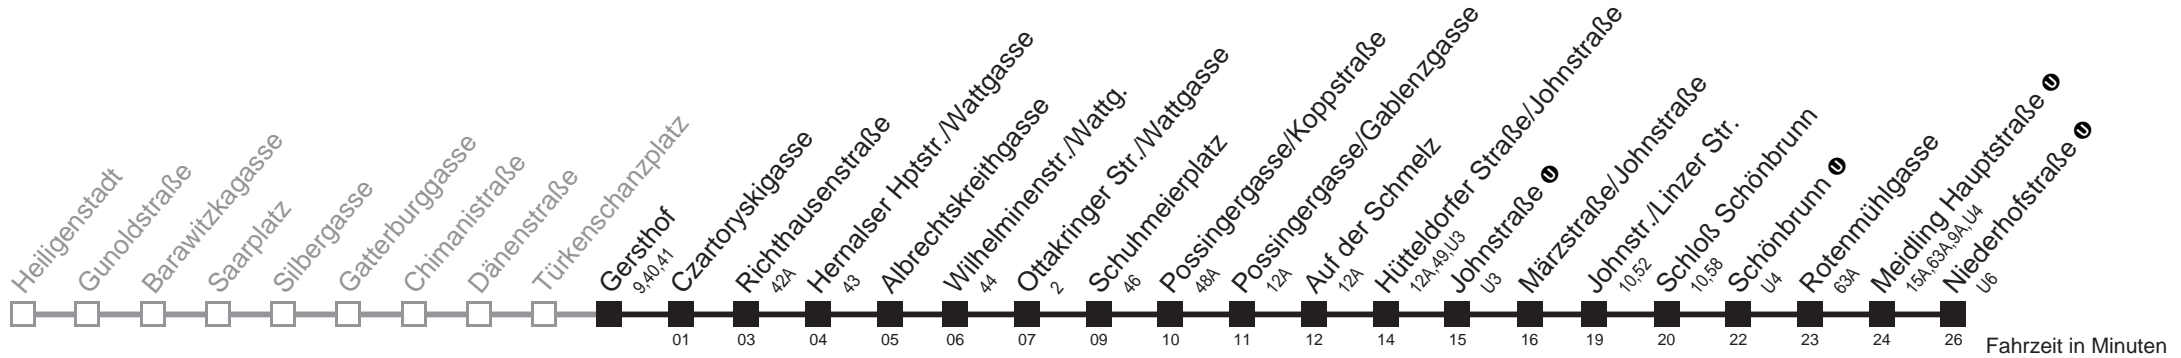 Heiligenstadt
Gunoldstraße
Barawitzkagasse
Saarplatz
Silbergasse
Gatterburggasse
Chimanistraße
Dänenstraße
Türkenschanzplatz
Gersthof
9,40,41
Czartoryskigasse
Richthausenstraße
42A
Hernalser Hptstr./Wattgasse
43
Albrechtskreithgasse
Wilhelminenstr./Wattg.
44
Ottakringer Str./Wattgasse
2
Schuhmeierplatz
46
Possingergasse/Koppstraße
48A
Possingergasse/Gablenzgasse
12A
Auf der Schmelz
12A
Hütteldorfer Straße/Johnstraße
12A,49,U3
Johnstraße U
U3
Märzstraße/Johnstraße
Johnstr./Linzer Str.
10,52
Schloß Schönbrunn
10,58
Schönbrunn U
U4
Rotenmühlgasse
63A
Meidling Hauptstraße U
15A,63A,9A,U4
Niederhofstraße U
U6
01 03 04 05 06 07 09 10 11 12 14 15 16 19 20 22 23 24 26 Fahrzeit in Minuten